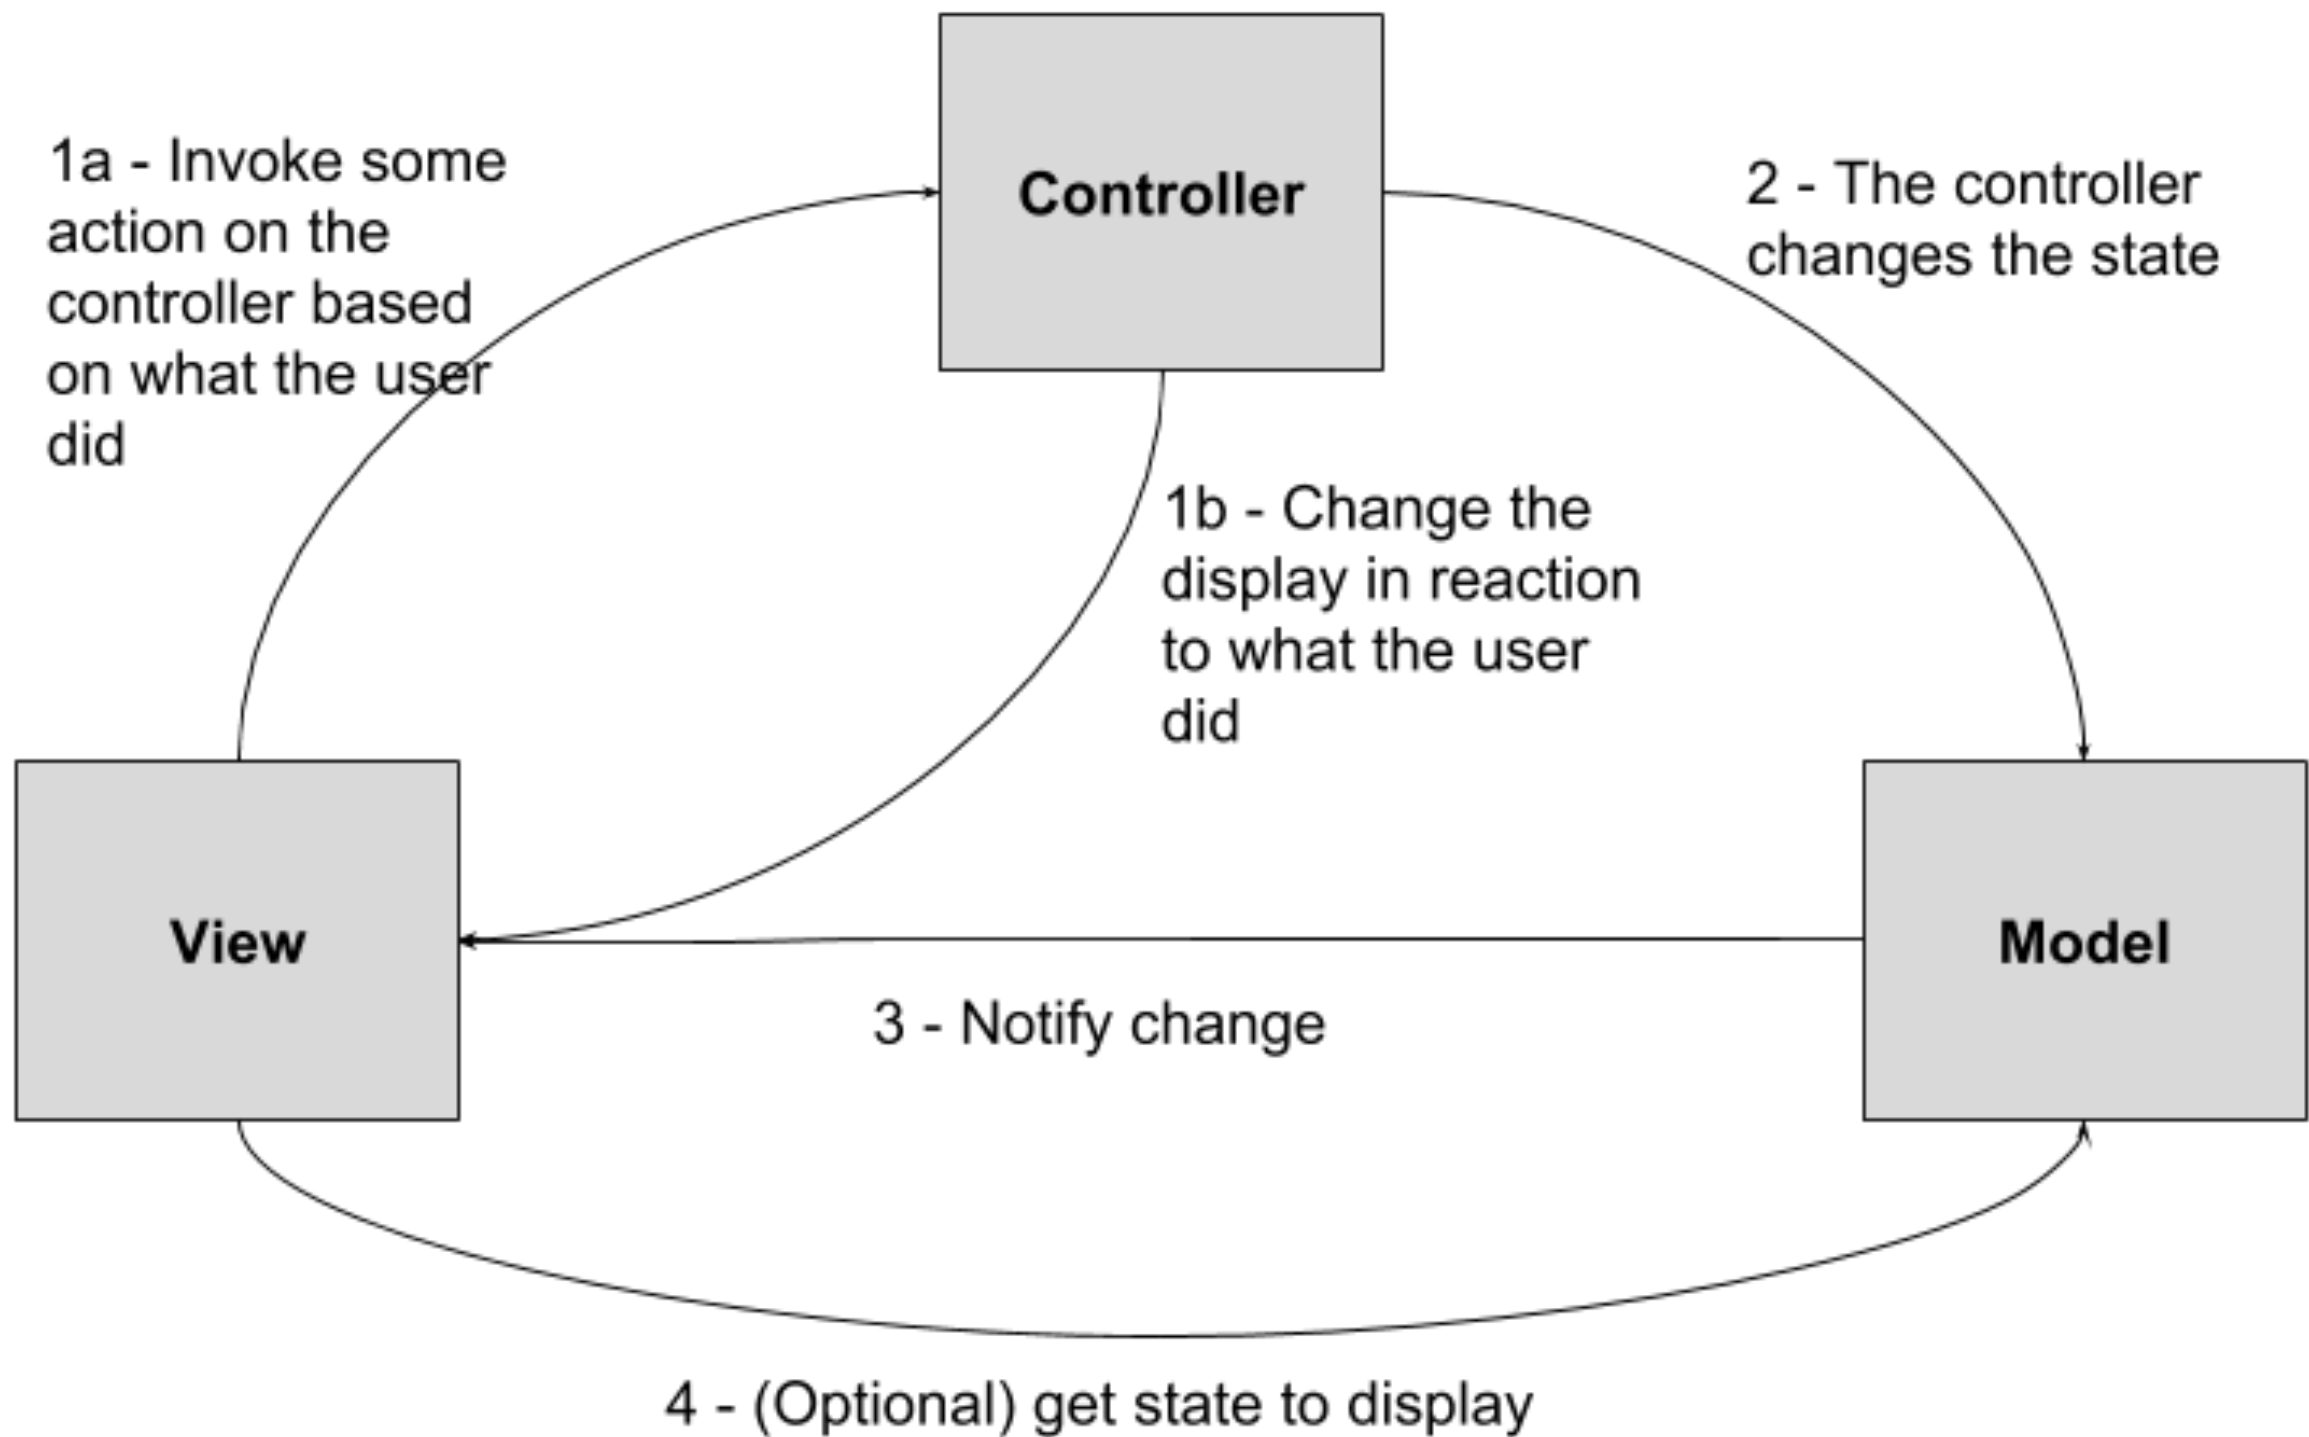 Controller
1a - Invoke some
action on the
controller based
on what the user
did
2 - The controller
changes the state
1b - Change the
display in reaction
to what the user
did
View
Model
3 - Notify change
4 - (Optional) get state to display